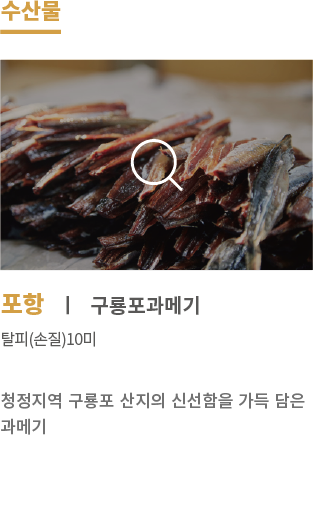 수산물
포항 ㅣ 구룡포과메기
탈피(손질)10미
청정지역 구룡포 산지의 신선함을 가득 담은
과메기